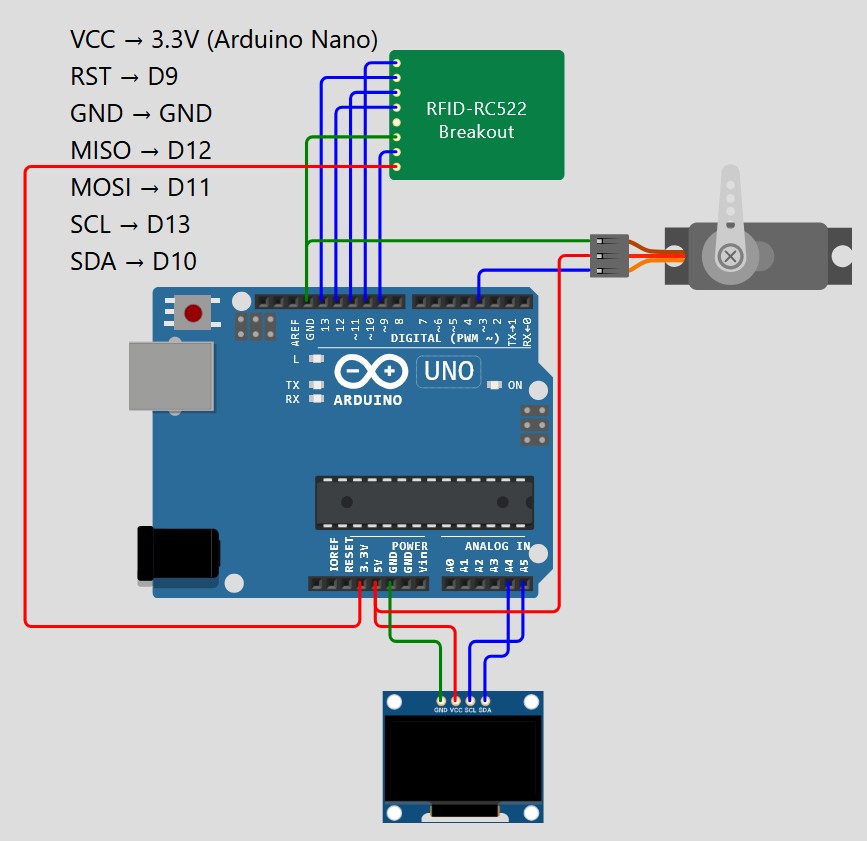 VCC → 3.3V (Arduino Nano)
RST → D9
GND → GND
MISO → D12
MOSI → D11
SCL → D13
SDA → D10
RFID-RC522
Breakout
AREF
GND
13
12
~11
~10
~9
8
7
~6
~5
4
~3
2
TX→1
RX←0
DIGITAL (PWM ~)
L
TX
RX
UNO
ON
ARDUINO
IOREF
RESET
3.3V
5V
GND
GND
Vin
POWER
ANALOG IN
A0
A1
A2
A3
A4
A5
GND VCC SCL SDA